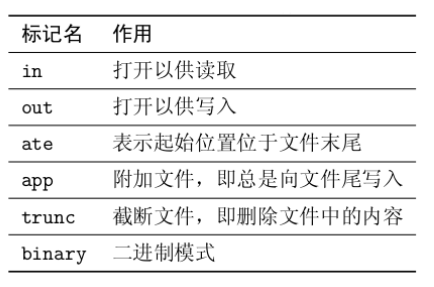 标记名 作用
in 打开以供读取
out 打开以供写入
ate 表示起始位置位于文件末尾
app 附加文件，即总是向文件尾写入
trunc 截断文件，即删除文件中的内容
binary 二进制模式